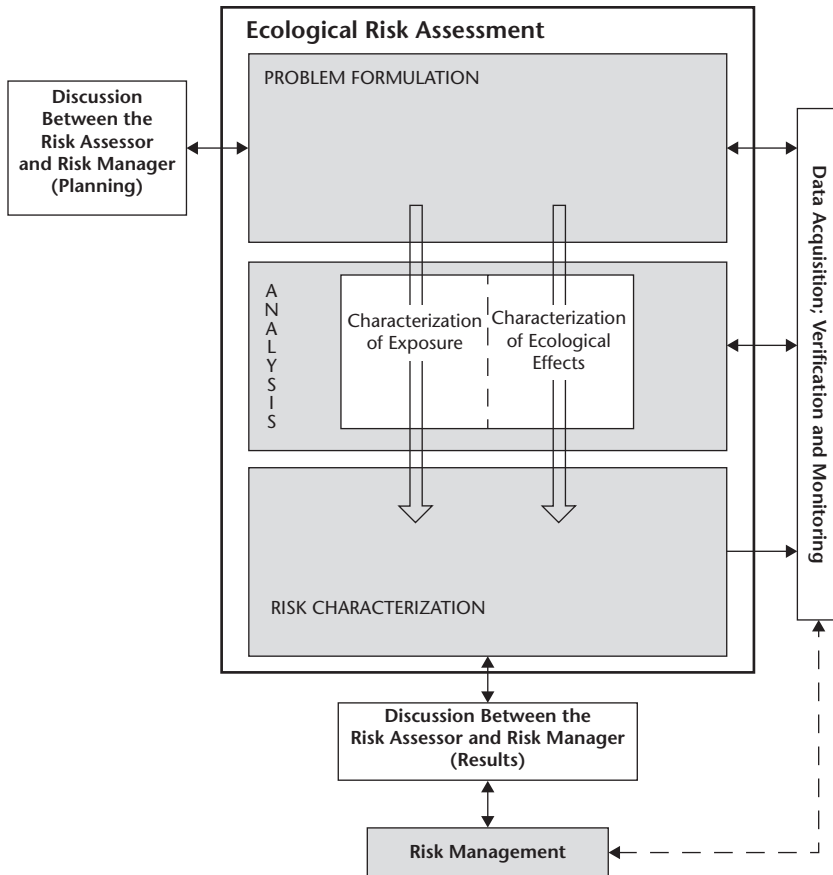 Ecological Risk Assessment
PROBLEM FORMULATION
Discussion
Between the
Risk Assessor
and Risk Manager
(Planning)
ANALYSIS
Characterization
of Exposure
Characterization
of Ecological
Effects
Data Acquisition; Verification and Monitoring
RISK CHARACTERIZATION
Discussion Between the
Risk Assessor and Risk Manager
(Results)
Risk Management